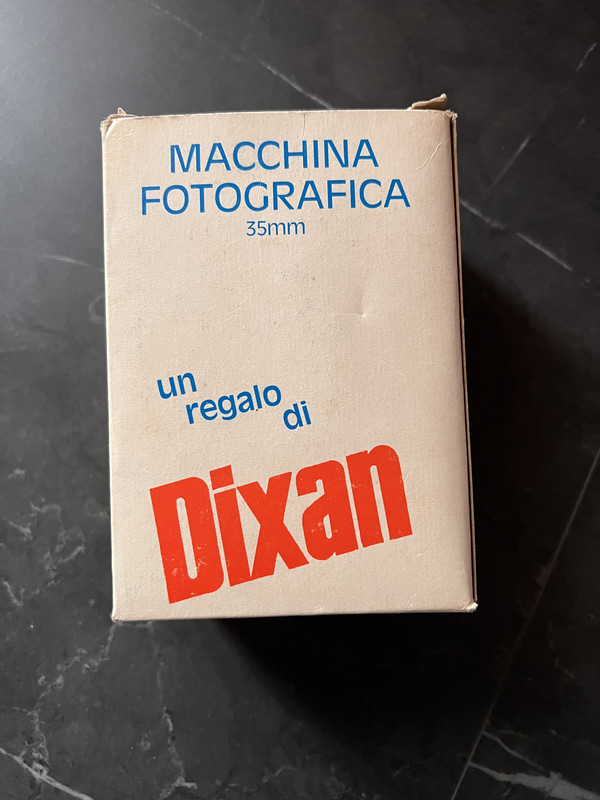 MACCHINA
FOTOGRAFICA
35mm
un
regalo
di
Dixan